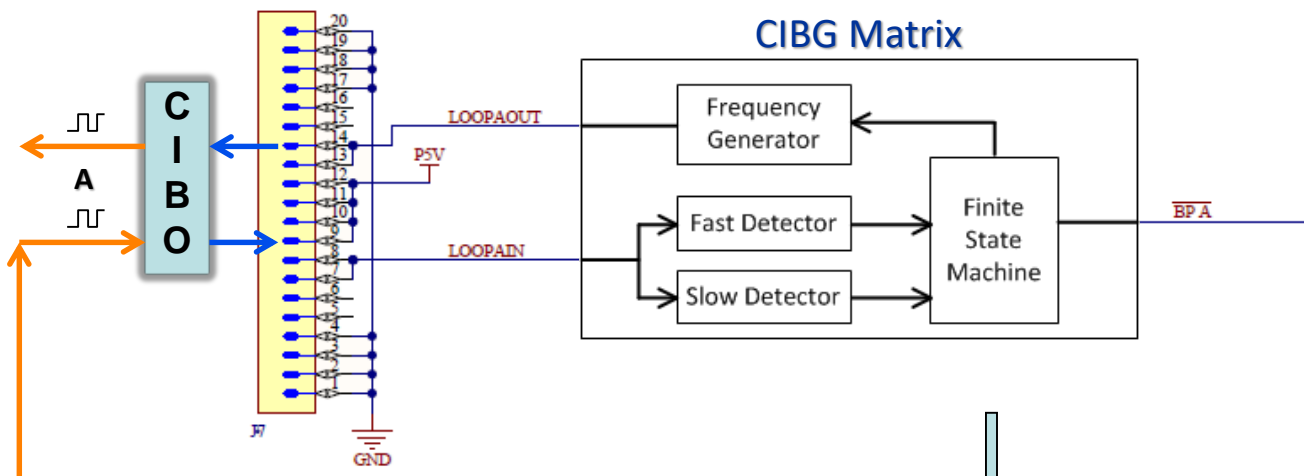 CIBG Matrix
20
19
18
17
16
15
14
13
12
11
10
9
8
7
6
5
4
3
2
1
C
I
B
O
A
LOOPAOUT
P5V
LOOPAIN
Frequency
Generator
Fast Detector
Slow Detector
Finite
State
Machine
BP A
J47
GND